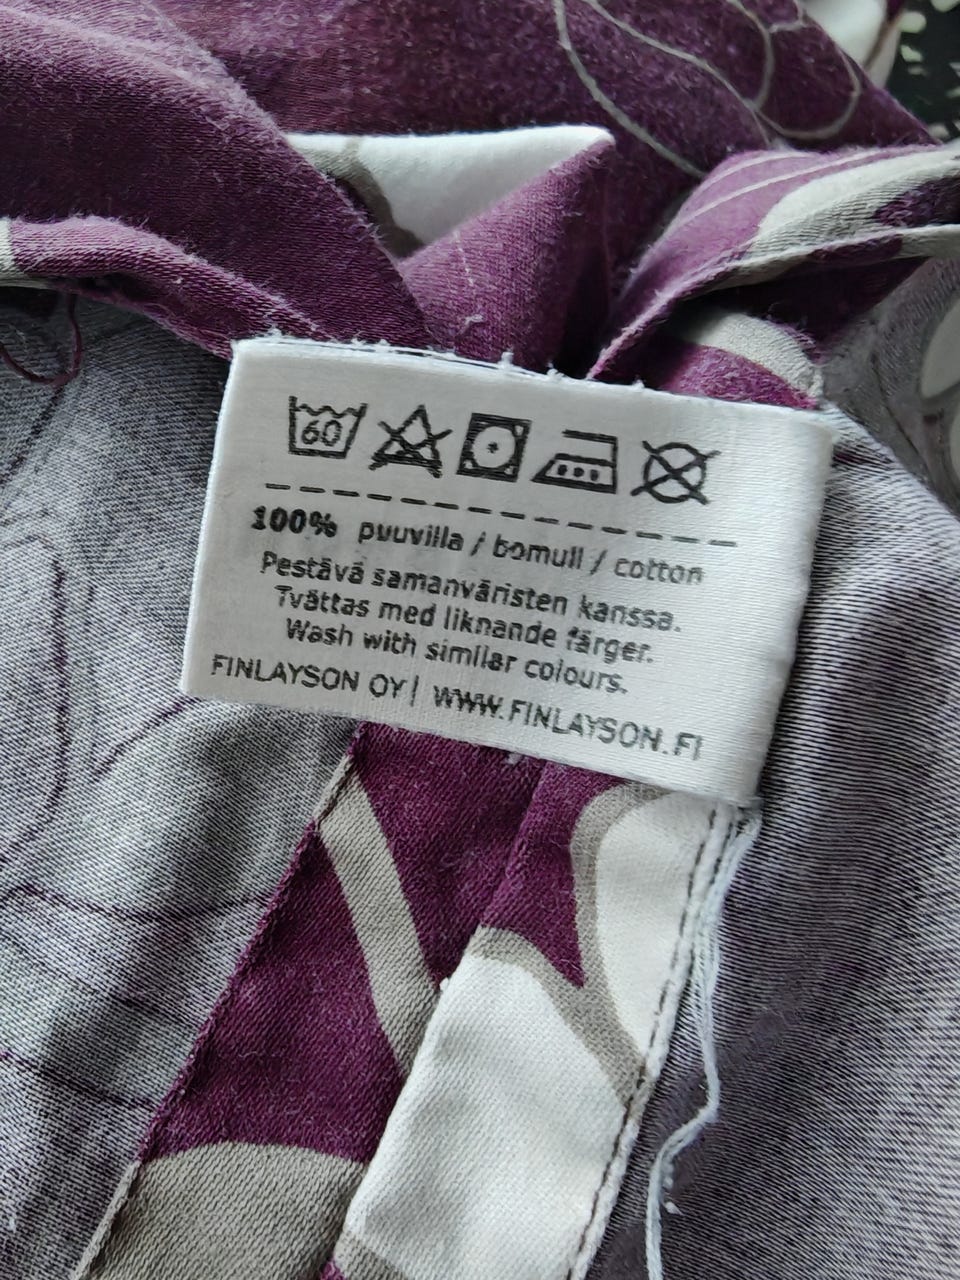 60
100% puuvilla / bomull / cotton
Pestävä samanväristen kanssa.
Tvättas med liknande färger.
Wash with similar colours.
FINLAYSON OY | WWW.FINLAYSON.FI